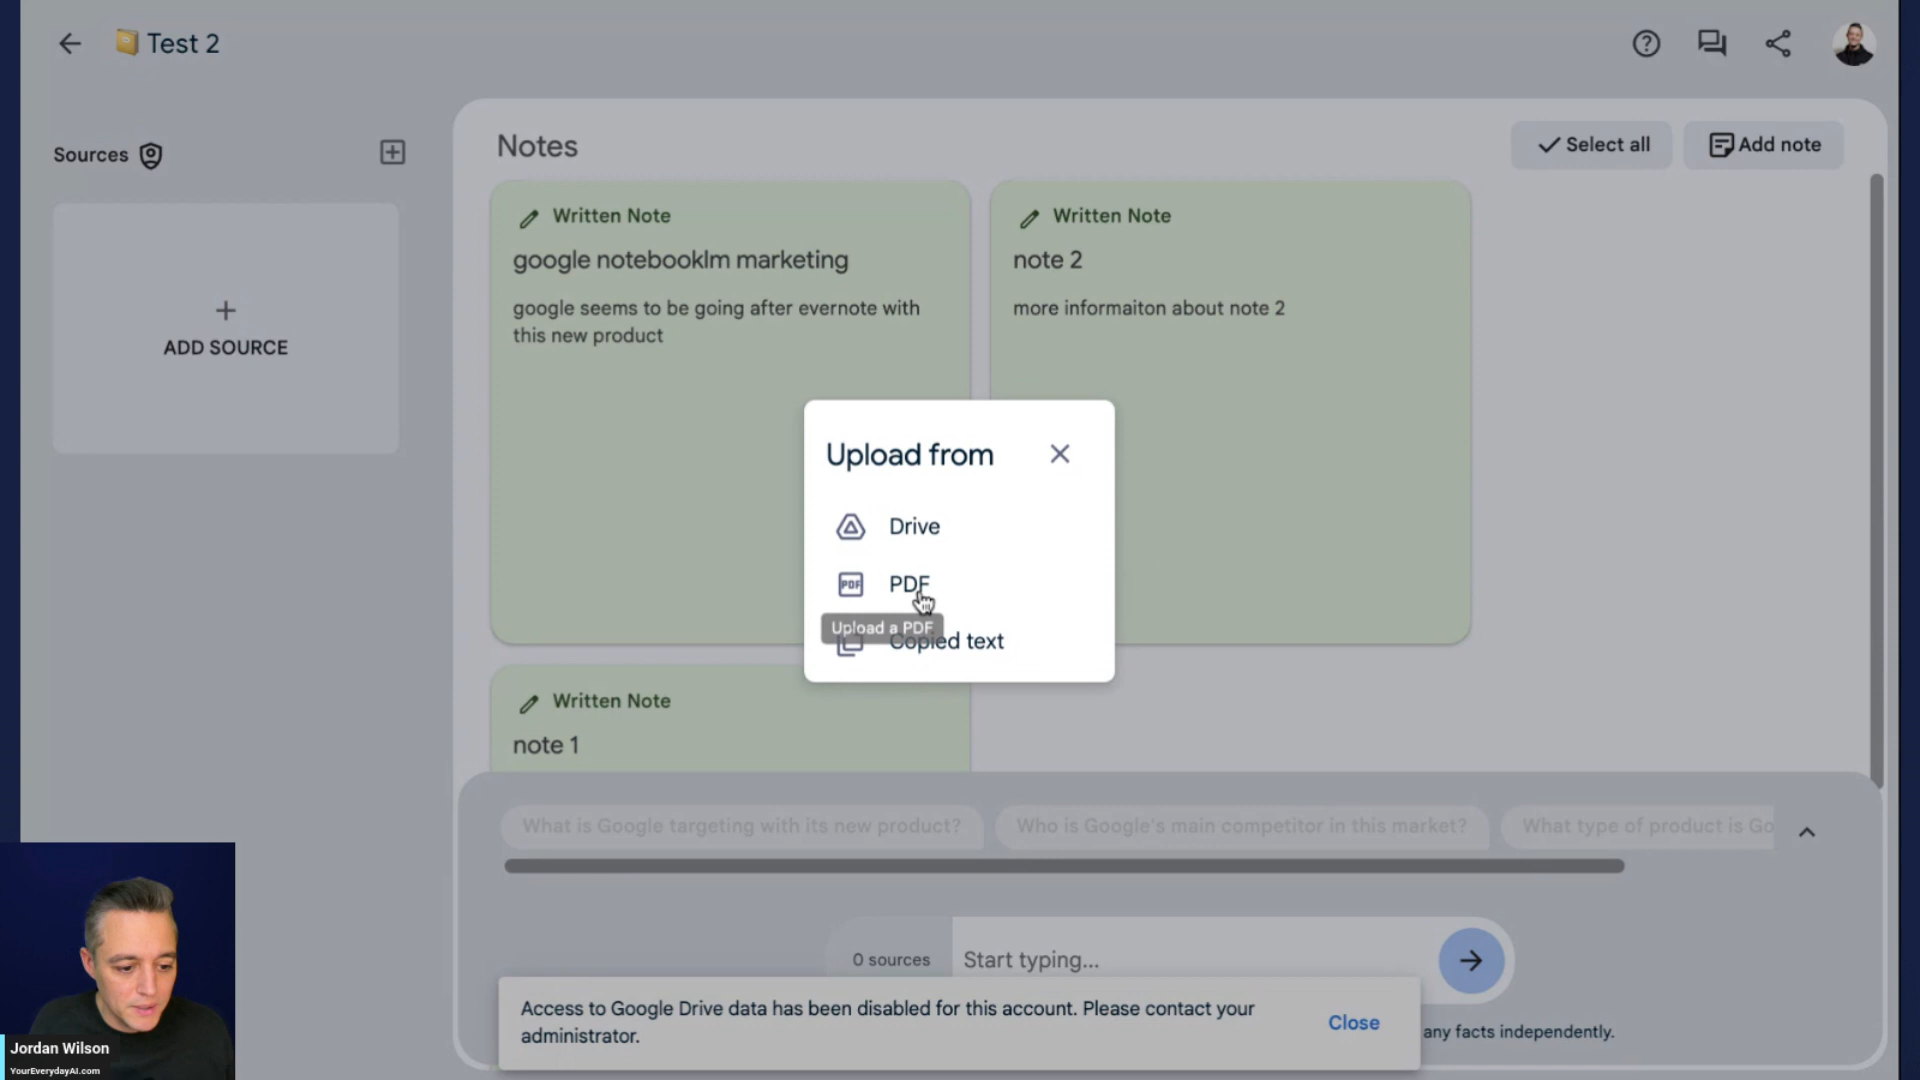 Test 2
Sources
Notes
Select all
Add note
ADD SOURCE
Written Note
google notebooklm marketing
google seems to be going after evernote with
this new product
Written Note
note 2
more informaiton about note 2
Upload from
Drive
PDF
PDF
Upload a PDF
Copied text
Written Note
note 1
What is Google targeting with its new product?
Who is Google's main competitor in this market?
What type of product is Go
0 sources
Start typing...
Access to Google Drive data has been disabled for this account. Please contact your
administrator.
Close
any facts independently.
Jordan Wilson
YourEverydayAI.com